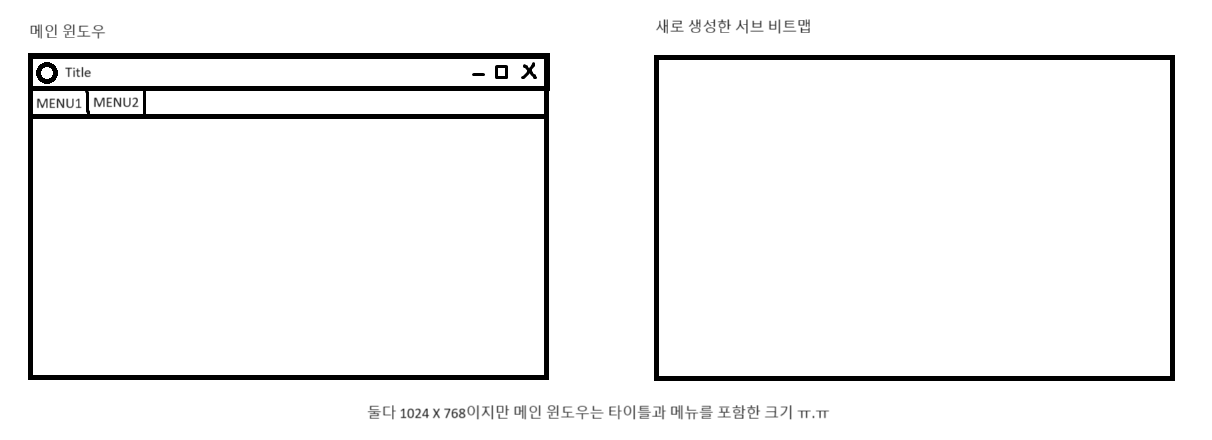 메인 윈도우
새로 생성한 서브 비트맵
Title
MENU1 MENU2
둘다 1024 X 768이지만 메인 윈도우는 타이틀과 메뉴를 포함한 크기 ㅠ.ㅠ